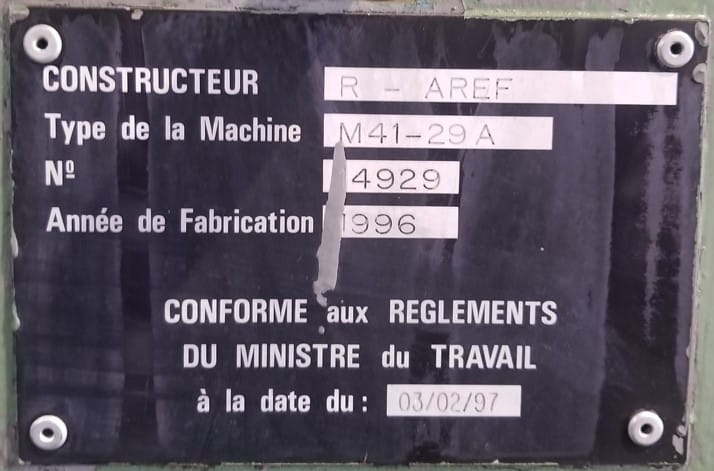 CONSTRUCTEUR R - AREF
Type de la Machine M41-29 A
Nº 4929
Année de Fabrication 1996
CONFORME aux REGLEMENTS
DU MINISTRE du TRAVAIL
à la date du : 03/02/97